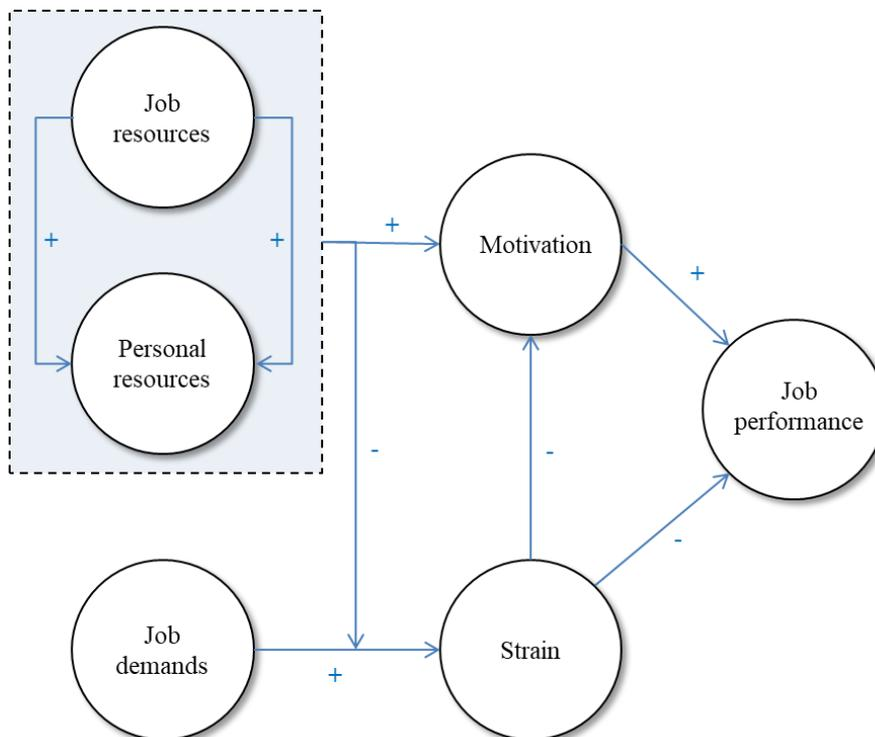 Job
resources
+
+
Personal
resources
+
Motivation
+
Job
performance
-
-
-
Job
demands
+
Strain